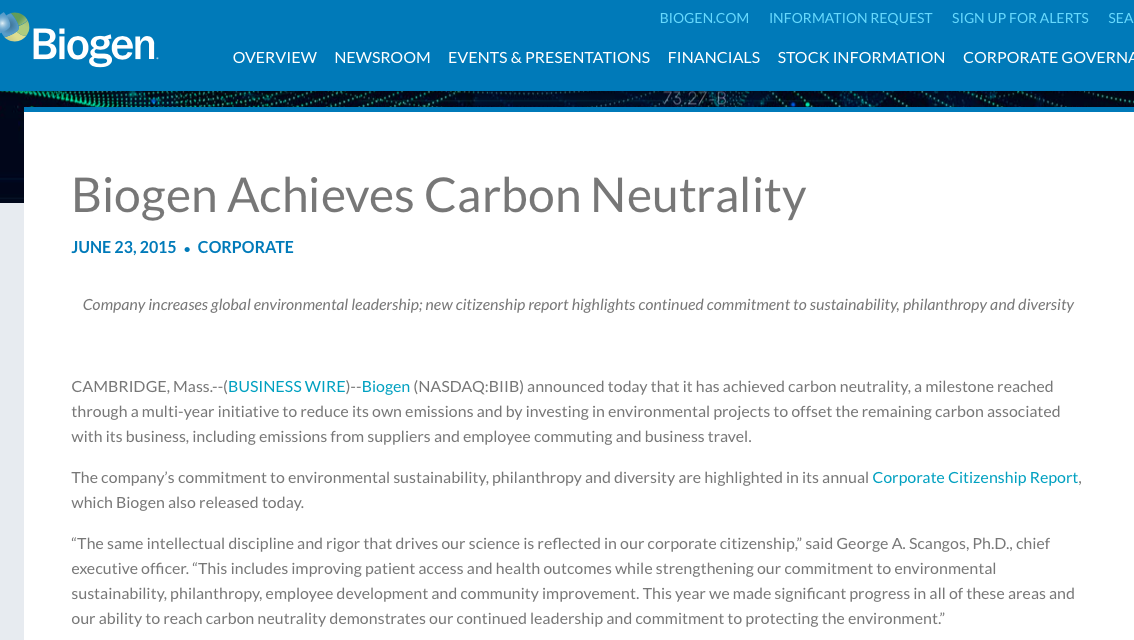 BIOGEN.COM INFORMATION REQUEST SIGN UP FOR ALERTS SEA
Biogen
OVERVIEW NEWSROOM EVENTS & PRESENTATIONS FINANCIALS STOCK INFORMATION CORPORATE GOVERNA
73.27 B
Biogen Achieves Carbon Neutrality
JUNE 23, 2015 • CORPORATE
Company increases global environmental leadership; new citizenship report highlights continued commitment to sustainability, philanthropy and diversity
CAMBRIDGE, Mass.--(BUSINESS WIRE)--Biogen (NASDAQ:BIIB) announced today that it has achieved carbon neutrality, a milestone reached
through a multi-year initiative to reduce its own emissions and by investing in environmental projects to offset the remaining carbon associated
with its business, including emissions from suppliers and employee commuting and business travel.
The company’s commitment to environmental sustainability, philanthropy and diversity are highlighted in its annual Corporate Citizenship Report,
which Biogen also released today.
“The same intellectual discipline and rigor that drives our science is reflected in our corporate citizenship,” said George A. Scangos, Ph.D., chief
executive officer. “This includes improving patient access and health outcomes while strengthening our commitment to environmental
sustainability, philanthropy, employee development and community improvement. This year we made significant progress in all of these areas and
our ability to reach carbon neutrality demonstrates our continued leadership and commitment to protecting the environment.”